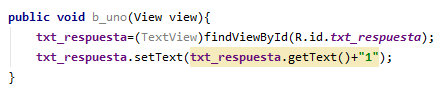 public void b_uno(View view){
txt_respuesta=(TextView)findViewById(R.id.txt_respuesta);
txt_respuesta.setText(txt_respuesta.getText()+"1");
}